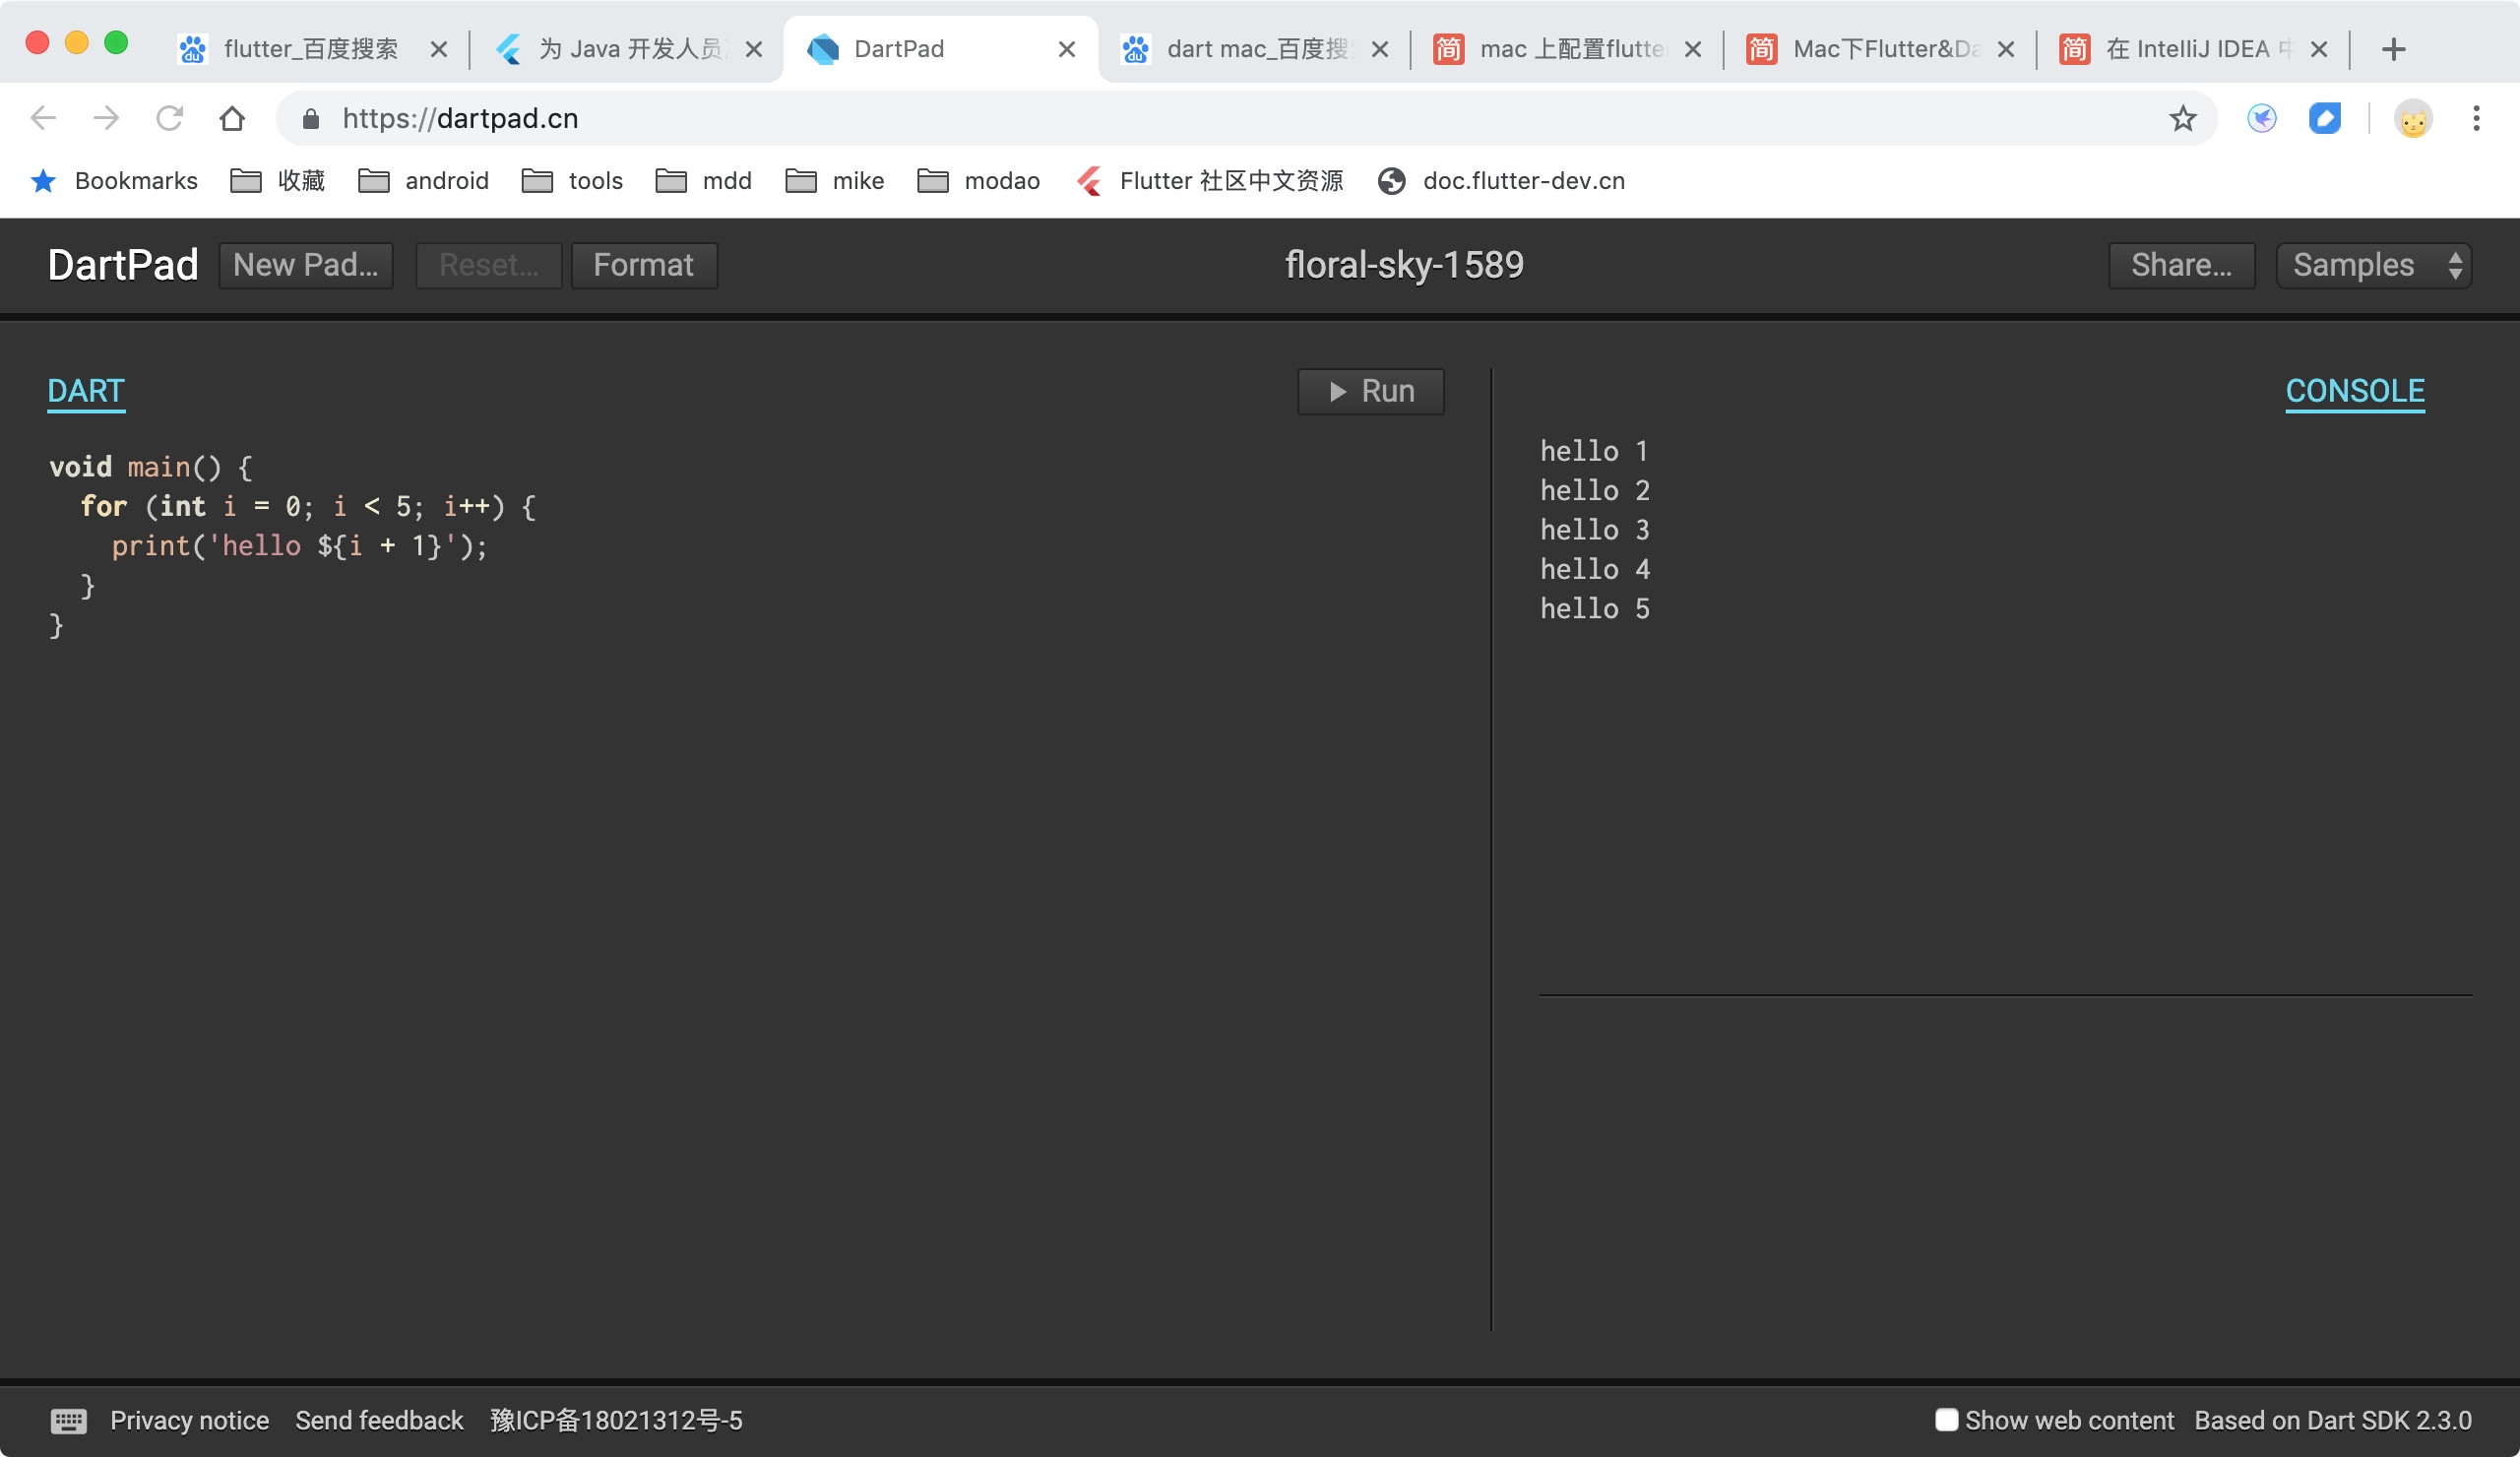 flutter_百度搜索
为 Java 开发人员
DartPad
dart mac_百度搜
mac 上配置flutte
Mac下Flutter&Da
在 IntelliJ IDEA
https://dartpad.cn
Bookmarks 收藏 android tools mdd mike modao Flutter 社区中文资源 doc.flutter-dev.cn
DartPad New Pad... Reset... Format floral-sky-1589 Share... Samples
DART Run
void main() {
  for (int i = 0; i < 5; i++) {
    print('hello ${i + 1}');
  }
}
CONSOLE
hello 1
hello 2
hello 3
hello 4
hello 5
Privacy notice Send feedback 豫ICP备18021312号-5 Show web content Based on Dart SDK 2.3.0